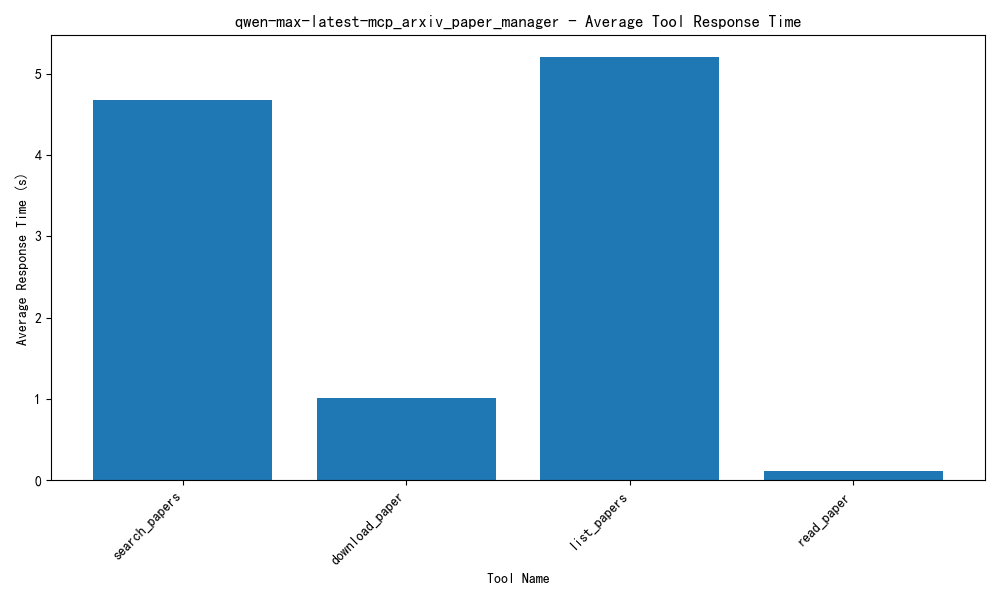 qwen-max-latest-mcp_arxiv_paper_manager - Average Tool Response Time
Average Response Time (s)
5
4
3
2
1
0
search_papers
download_paper
list_papers
read_paper
Tool Name